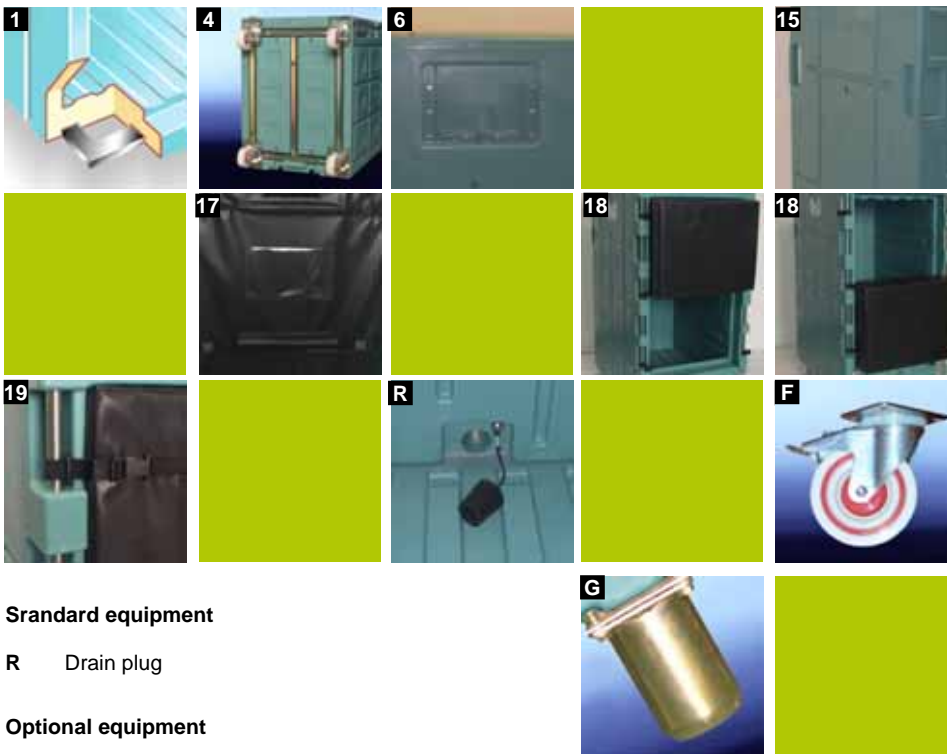 1
4
6
15
17
18
18
19
R
F
G
Srandard equipment
R Drain plug
Optional equipment